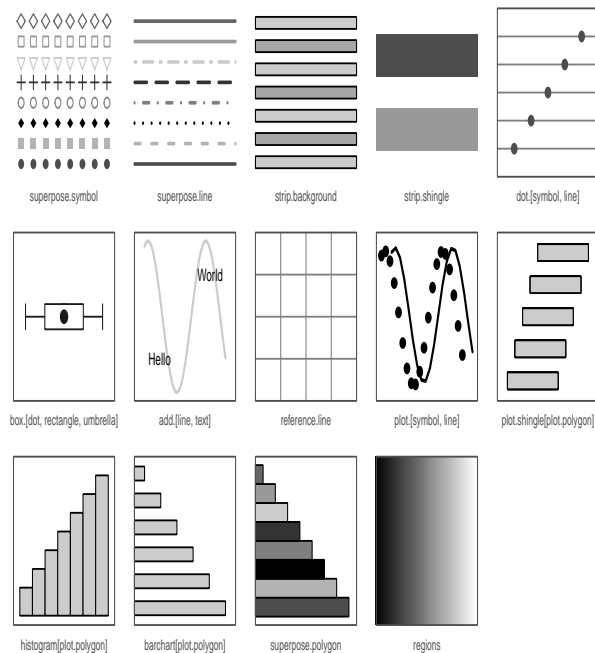 superpose.symbol
superpose.line
strip.background
strip.shingle
dot.[symbol, line]
World
Hello
box.[dot, rectangle, umbrella]
add.[line, text]
reference.line
plot.[symbol, line]
plot.shingle[plot.polygon]
histogram[plot.polygon]
barchart[plot.polygon]
superpose.polygon
regions